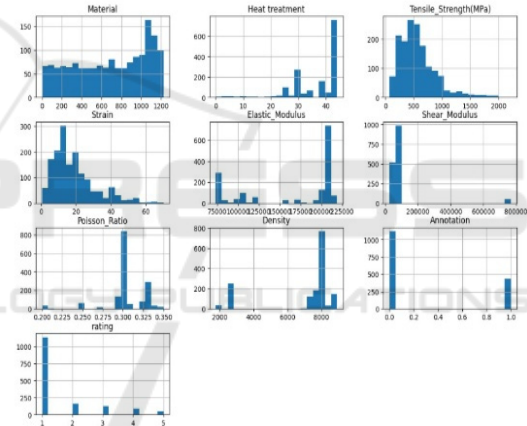 Material
Heat treatment
Tensile_Strength(MPa)
150
100
50
0
0 200 400 600 800 1000 1200
600
400
200
0
0 10 20 30 40
200
100
0
0 500 1000 1500 2000
Strain
Elastic_Modulus
Shear_Modulus
300
200
100
0
0 20 40 60
600
400
200
0
75000 100000 125000 150000 175000 200000 225000
1000
750
500
250
0
0 200000 400000 600000 800000
Poisson_Ratio
Density
Annotation
800
600
400
200
0
0.200 0.225 0.250 0.275 0.300 0.325 0.350
800
600
400
200
0
2000 4000 6000 8000
1000
750
500
250
0
0.0 0.2 0.4 0.6 0.8 1.0
rating
1000
750
500
250
0
1 2 3 4 5